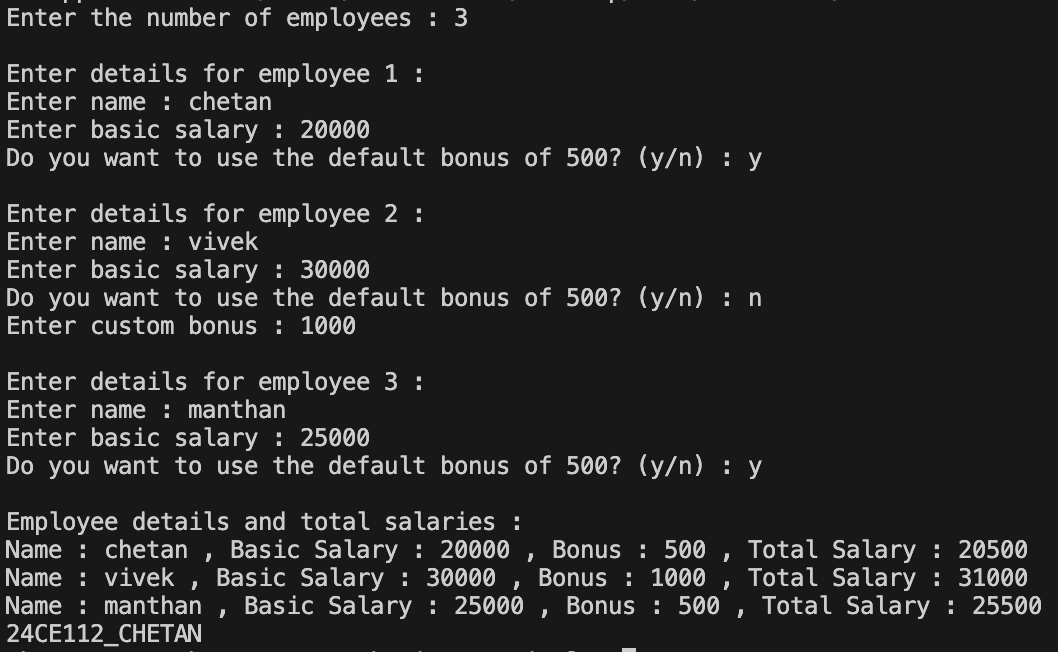 Enter the number of employees : 3
Enter details for employee 1 :
Enter name : chetan
Enter basic salary : 20000
Do you want to use the default bonus of 500? (y/n) : y
Enter details for employee 2 :
Enter name : vivek
Enter basic salary : 30000
Do you want to use the default bonus of 500? (y/n) : n
Enter custom bonus : 1000
Enter details for employee 3 :
Enter name : manthan
Enter basic salary : 25000
Do you want to use the default bonus of 500? (y/n) : y
Employee details and total salaries :
Name : chetan , Basic Salary : 20000 , Bonus : 500 , Total Salary : 20500
Name : vivek , Basic Salary : 30000 , Bonus : 1000 , Total Salary : 31000
Name : manthan , Basic Salary : 25000 , Bonus : 500 , Total Salary : 25500
24CE112_CHETAN